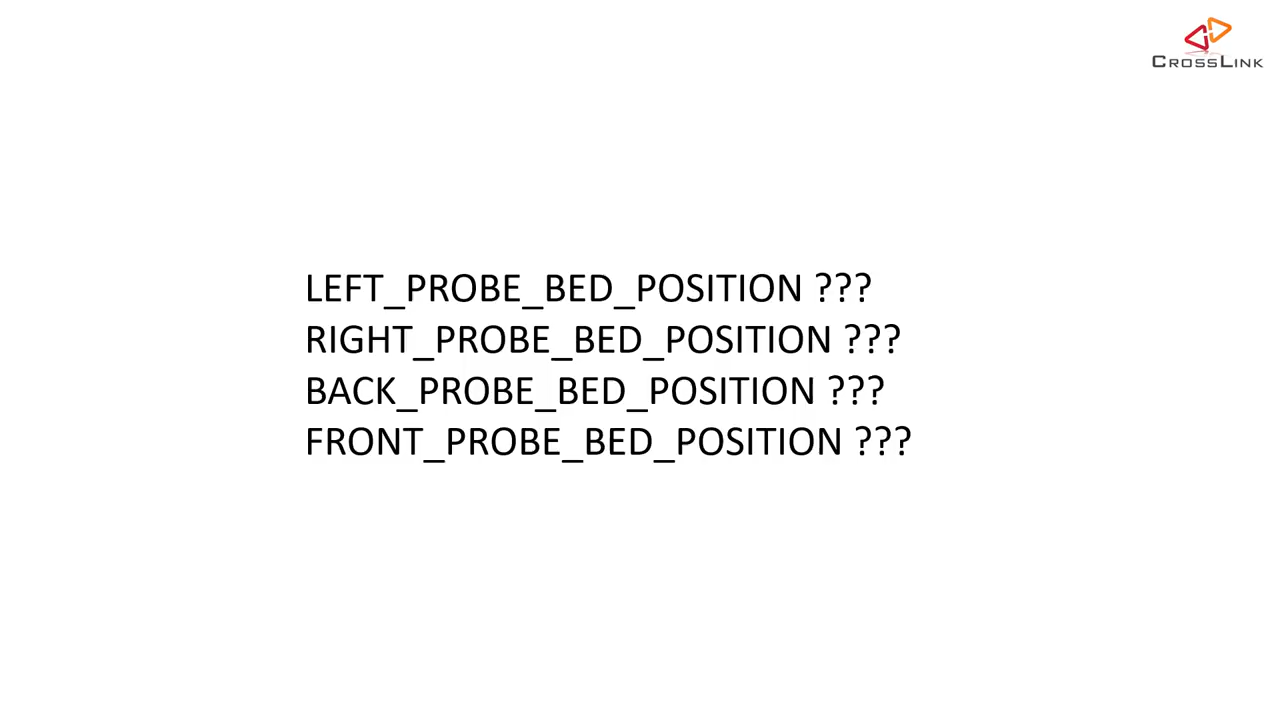 CROSSLINK
LEFT_PROBE_BED_POSITION ???
RIGHT_PROBE_BED_POSITION ???
BACK_PROBE_BED_POSITION ???
FRONT_PROBE_BED_POSITION ???